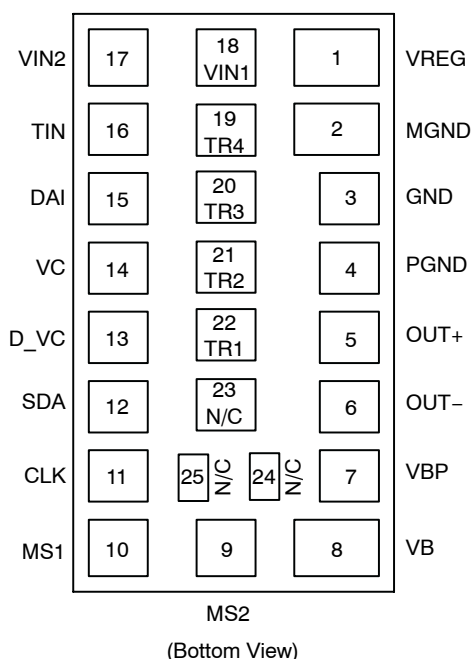 VIN2 17 18 1 VREG
VIN1
TIN 16 19 2 MGND
TR4
DAI 15 20 3 GND
TR3
VC 14 21 4 PGND
TR2
D_VC 13 22 5 OUT+
TR1
SDA 12 23 6 OUT−
N/C
CLK 11 25 N/C 24 N/C 7 VBP
MS1 10 9 8 VB
MS2
(Bottom View)